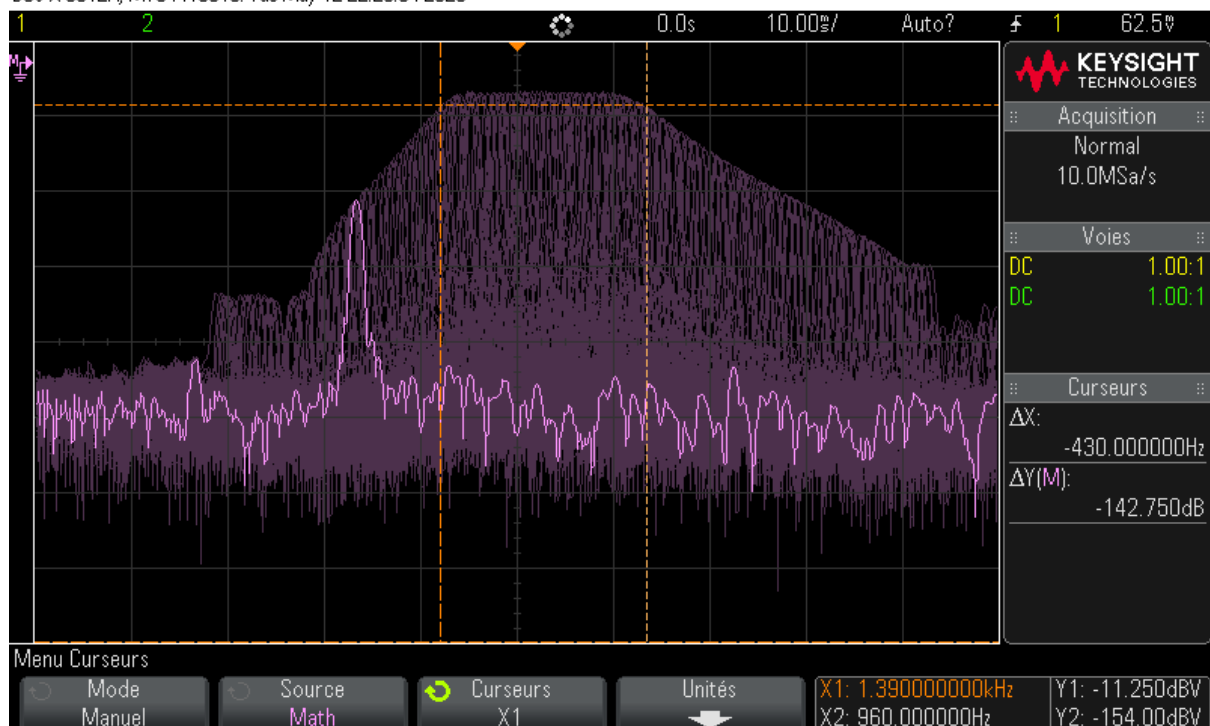 1 2 0.0s 10.00㎳/ Auto? 1 62.5V
M
KEYSIGHT
TECHNOLOGIES
Acquisition
Normal
10.0MSa/s
Voies
DC 1.00:1
DC 1.00:1
Curseurs
ΔX:
-430.000000Hz
ΔY(M):
-142.750dB
Menu Curseurs
Mode Source Curseurs Unités X1: 1.390000000kHz Y1: -11.250dBV
Manuel Math X1 X2: 960.000000Hz Y2: -154.00dBV